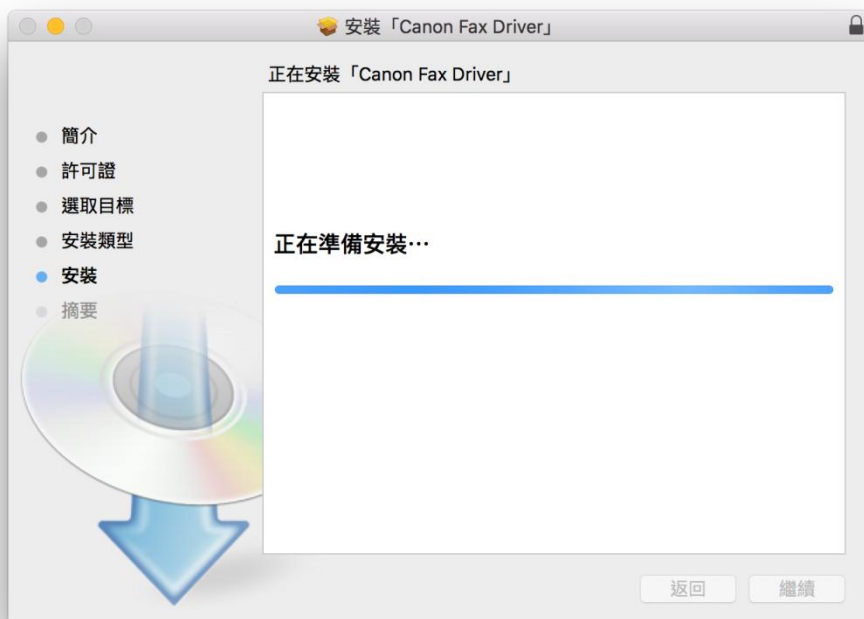 安裝「Canon Fax Driver」
正在安裝「Canon Fax Driver」
簡介
許可證
選取目標
安裝類型
安裝
摘要
正在準備安裝⋯
返回
繼續